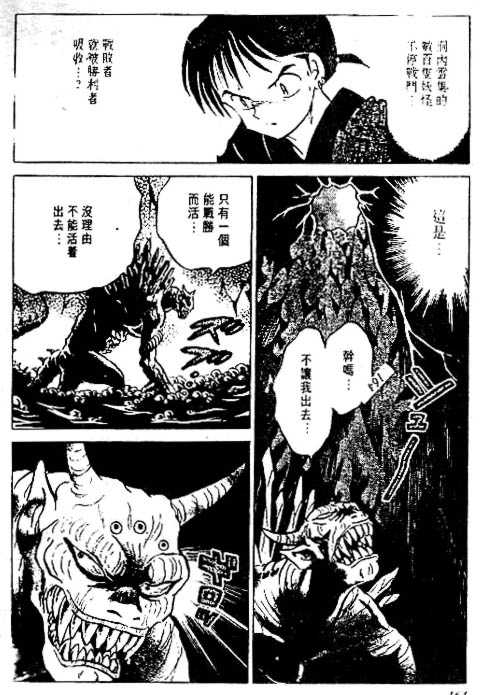 洞內雲集的
數百隻妖怪
不停戰鬥…
戰敗者
就被勝利者
吸收…?
這是…
幹嗎…
不讓我出去…
只有一個
能戰勝
而活…
沒理由
不能活着
出去…